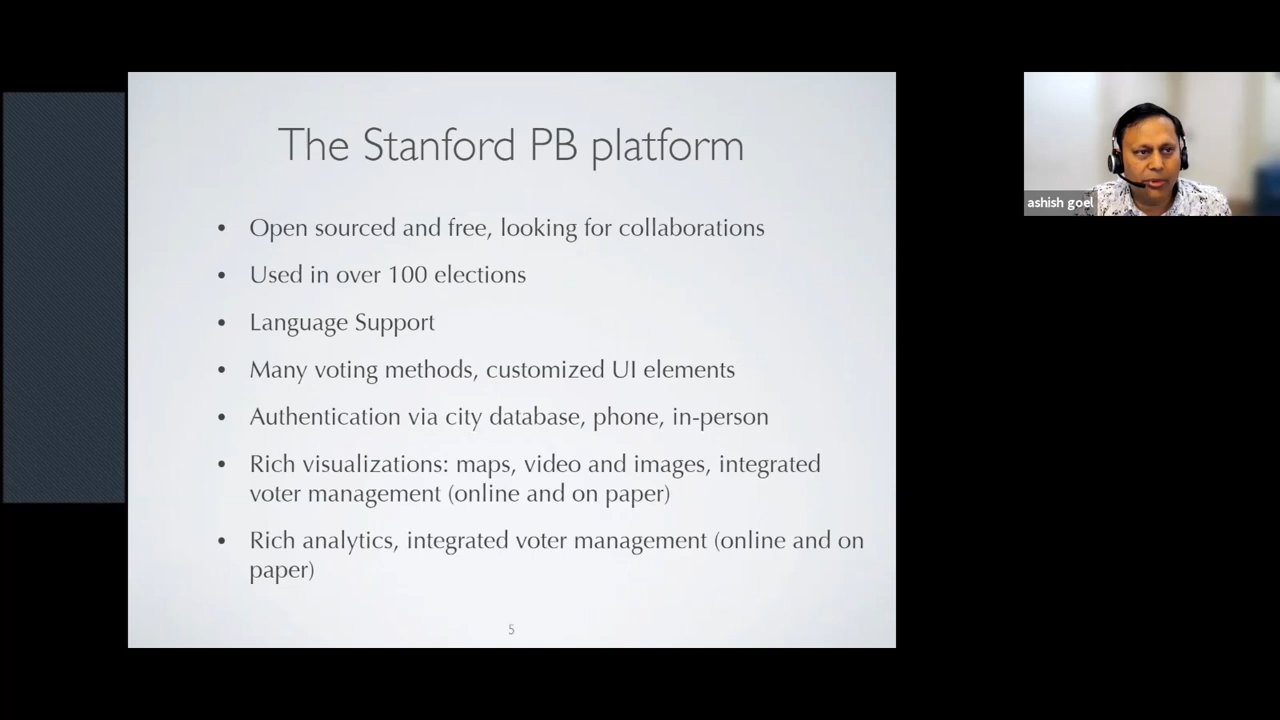 The Stanford PB platform
• Open sourced and free, looking for collaborations
• Used in over 100 elections
• Language Support
• Many voting methods, customized UI elements
• Authentication via city database, phone, in-person
• Rich visualizations: maps, video and images, integrated
voter management (online and on paper)
• Rich analytics, integrated voter management (online and on
paper)
5
ashish goel